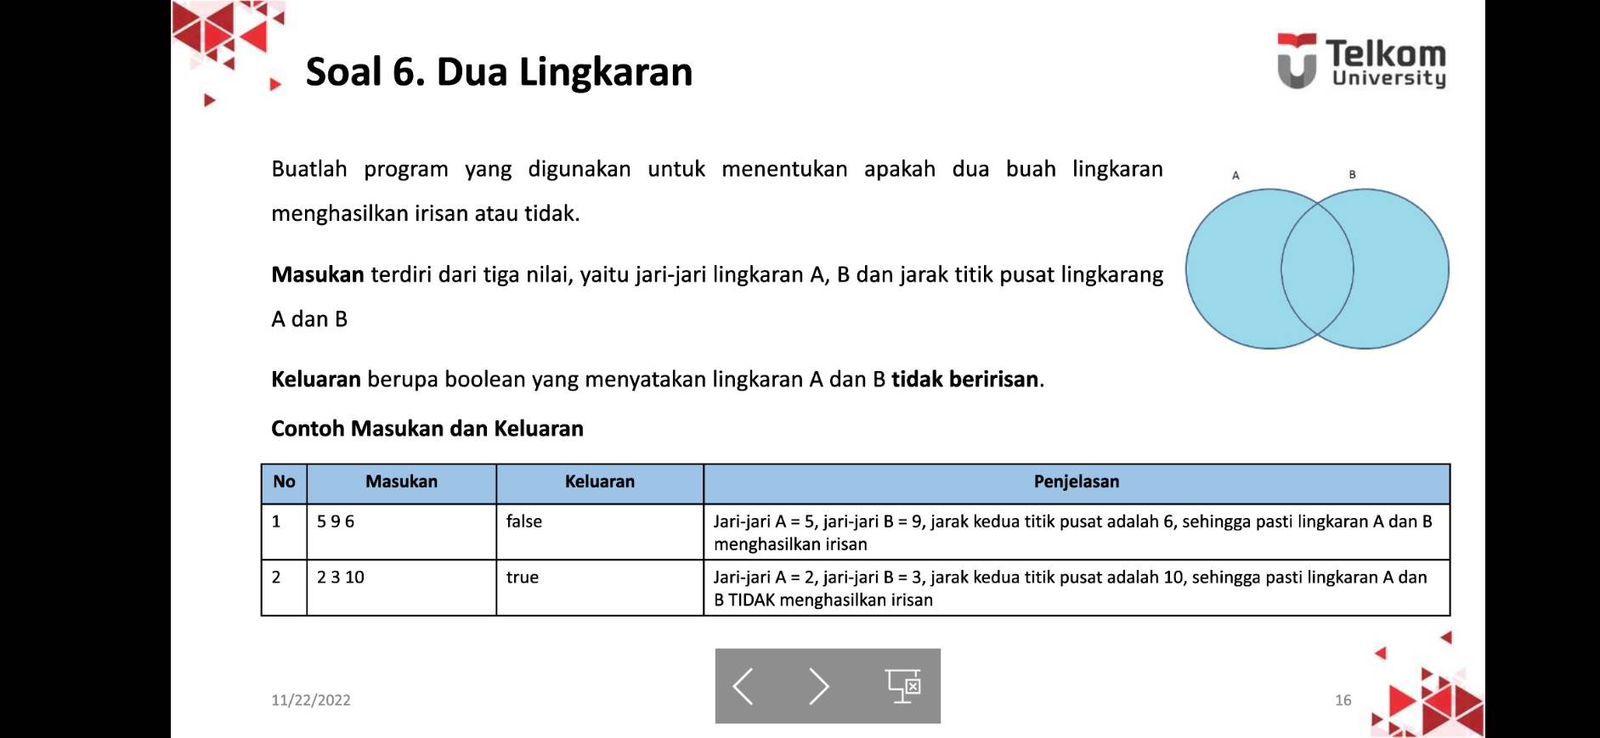 Soal 6. Dua Lingkaran
Telkom
University
Buatlah program yang digunakan untuk menentukan apakah dua buah lingkaran
menghasilkan irisan atau tidak.
A
B
Masukan terdiri dari tiga nilai, yaitu jari-jari lingkaran A, B dan jarak titik pusat lingkarang
A dan B
Keluaran berupa boolean yang menyatakan lingkaran A dan B tidak beririsan.
Contoh Masukan dan Keluaran
No Masukan Keluaran Penjelasan
1 5 9 6 false Jari-jari A = 5, jari-jari B = 9, jarak kedua titik pusat adalah 6, sehingga pasti lingkaran A dan B
menghasilkan irisan
2 2 3 10 true Jari-jari A = 2, jari-jari B = 3, jarak kedua titik pusat adalah 10, sehingga pasti lingkaran A dan
B TIDAK menghasilkan irisan
11/22/2022
16